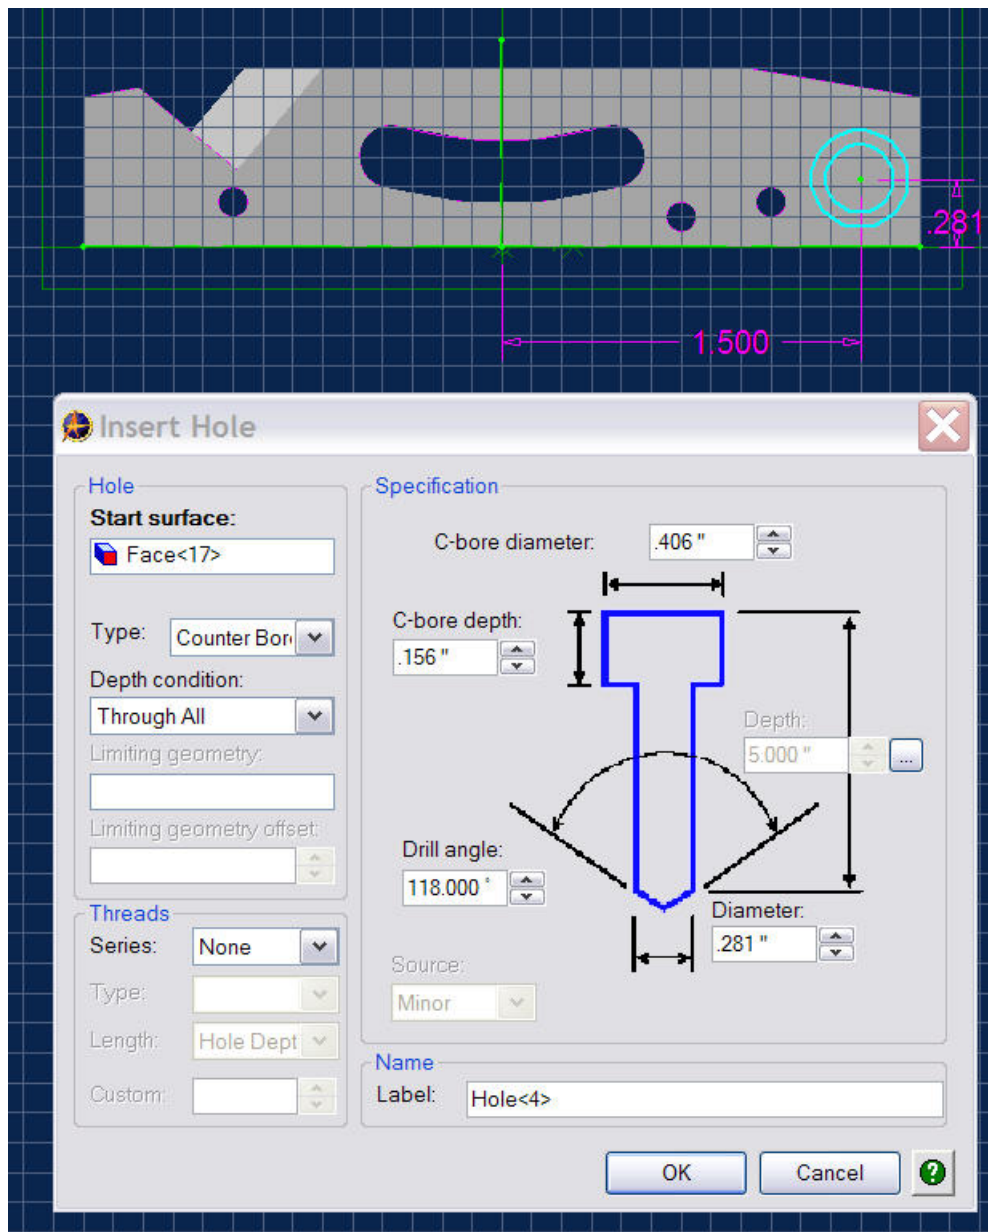 .281
1.500
Insert Hole
Hole
Start surface:
Face<17>
Type:
Counter Bor
Depth condition:
Through All
Limiting geometry:
Limiting geometry offset:
Threads
Series:
None
Type:
Length:
Hole Dept
Custom:
Specification
C-bore diameter:
.406 "
C-bore depth:
.156 "
Depth:
5.000 "
...
Drill angle:
118.000 °
Diameter:
.281 "
Source:
Minor
Name
Label:
Hole<4>
OK
Cancel
?